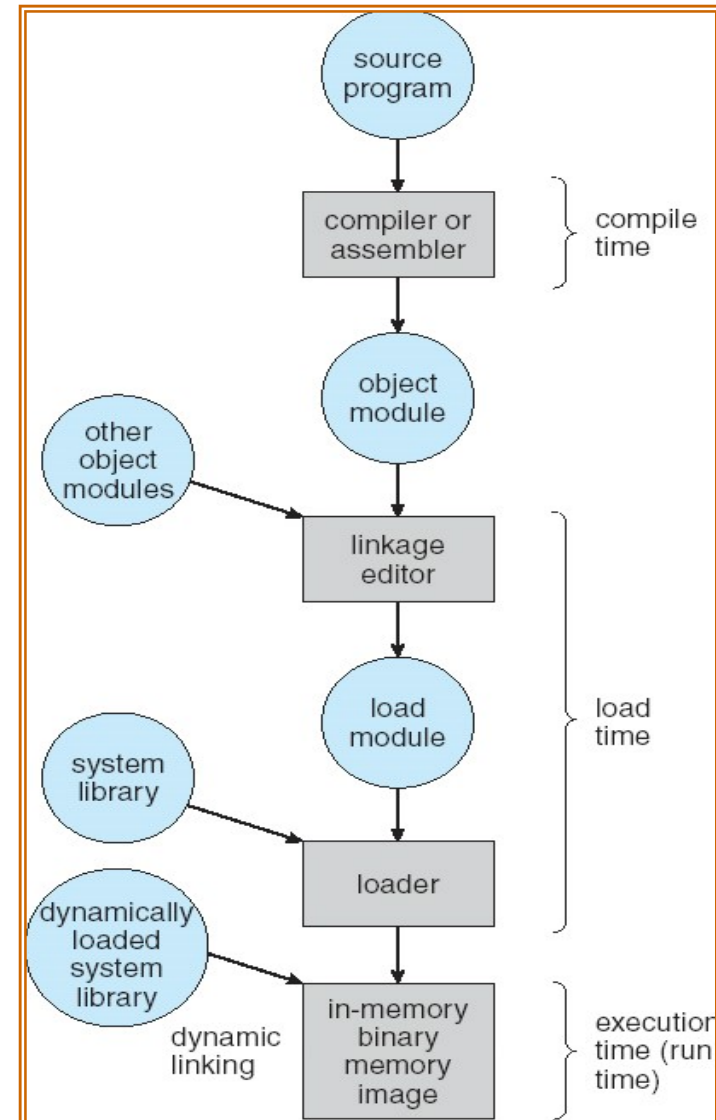 source
program
compiler or
assembler
compile
time
object
module
other
object
modules
linkage
editor
load
module
load
time
system
library
loader
dynamically
loaded
system
library
dynamic
linking
in-memory
binary
memory
image
execution
time (run
time)